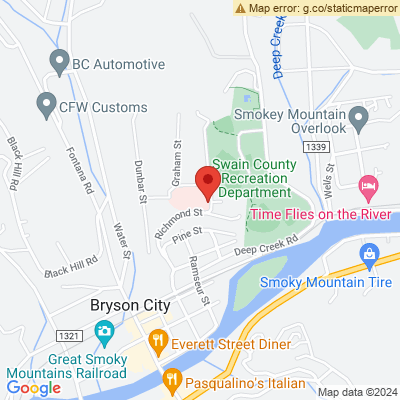 Map error: g.co/staticmaperror
Deep Creek
BC Automotive
CFW Customs
Smokey Mountain
Overlook
1339
Black Hill Rd
Fontana Rd
Dunbar St
Graham St
Swain County
Recreation
Department
Wells St
Time Flies on the River
Richmond St
Pine St
Water St
Deep Creek Rd
Black Hill Rd
Ramseur St
Smoky Mountain Tire
Bryson City
1321
Great Smoky
Mountains Railroad
Everett Street Diner
Pasqualino's Italian
Google
Map data ©2024